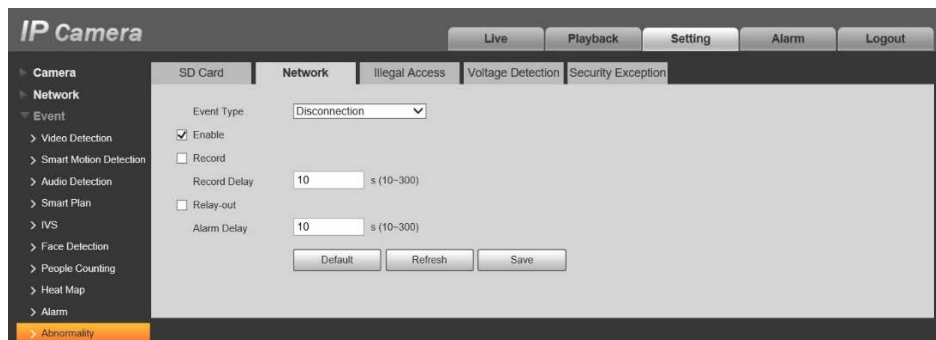 IP Camera
Live Playback Setting Alarm Logout
Camera
Network
Event
Video Detection
Smart Motion Detection
Audio Detection
Smart Plan
IVS
Face Detection
People Counting
Heat Map
Alarm
Abnormality
SD Card Network Illegal Access Voltage Detection Security Exception
Event Type Disconnection
Enable
Record
Record Delay 10 s (10~300)
Relay-out
Alarm Delay 10 s (10~300)
Default Refresh Save